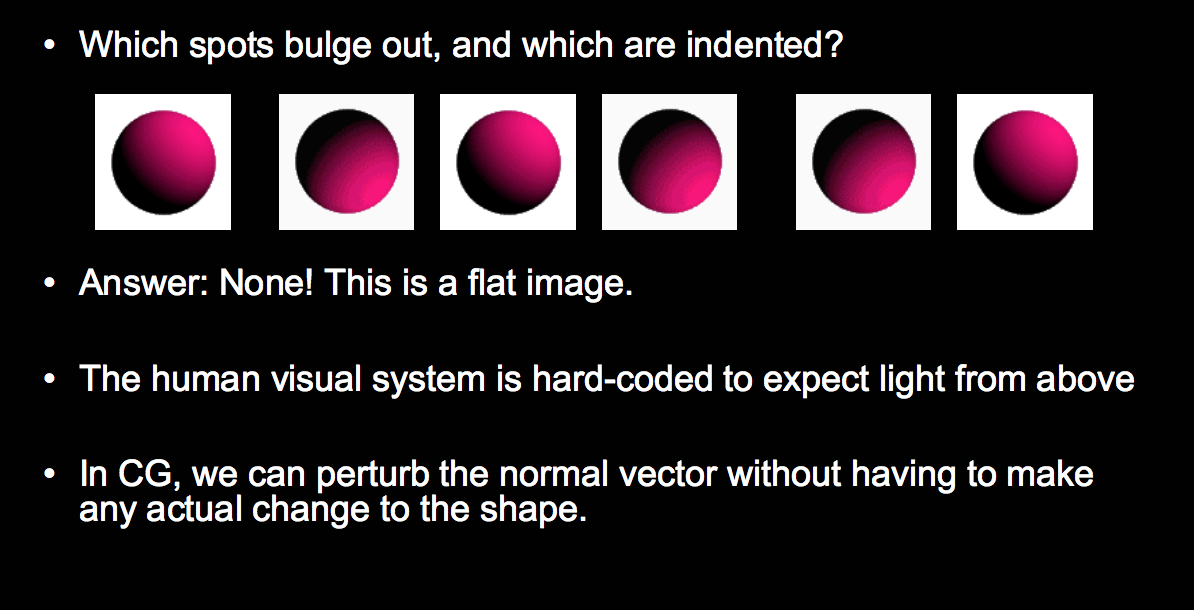 • Which spots bulge out, and which are indented?
• Answer: None! This is a flat image.
• The human visual system is hard-coded to expect light from above
• In CG, we can perturb the normal vector without having to make
any actual change to the shape.